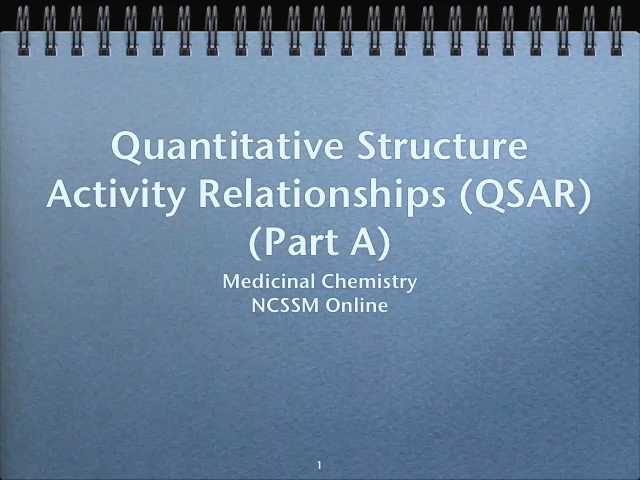 Quantitative Structure
Activity Relationships (QSAR)
(Part A)
Medicinal Chemistry
NCSSM Online
1